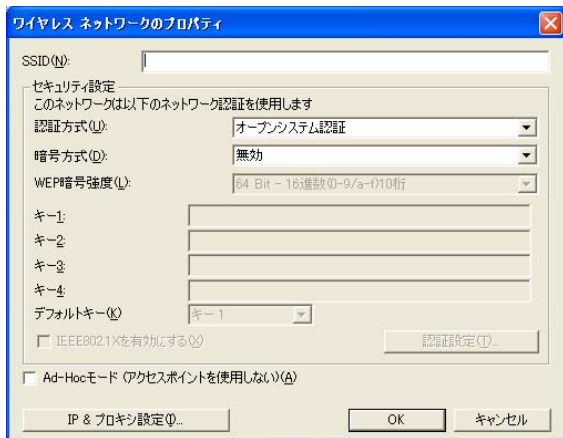 ワイヤレス ネットワークのプロパティ
SSID(N):
セキュリティ設定
このネットワークは以下のネットワーク認証を使用します
認証方式(U): オープンシステム認証
暗号方式(D): 無効
WEP暗号強度(L): 64 Bit - 16進数(0-9/a-f)10桁
キー1:
キー2:
キー3:
キー4:
デフォルトキー(K) キー 1
IEEE802.1Xを有効にする(X) 認証設定(T)...
Ad-Hocモード (アクセスポイントを使用しない)(A)
IP & プロキシ設定(I)... OK キャンセル